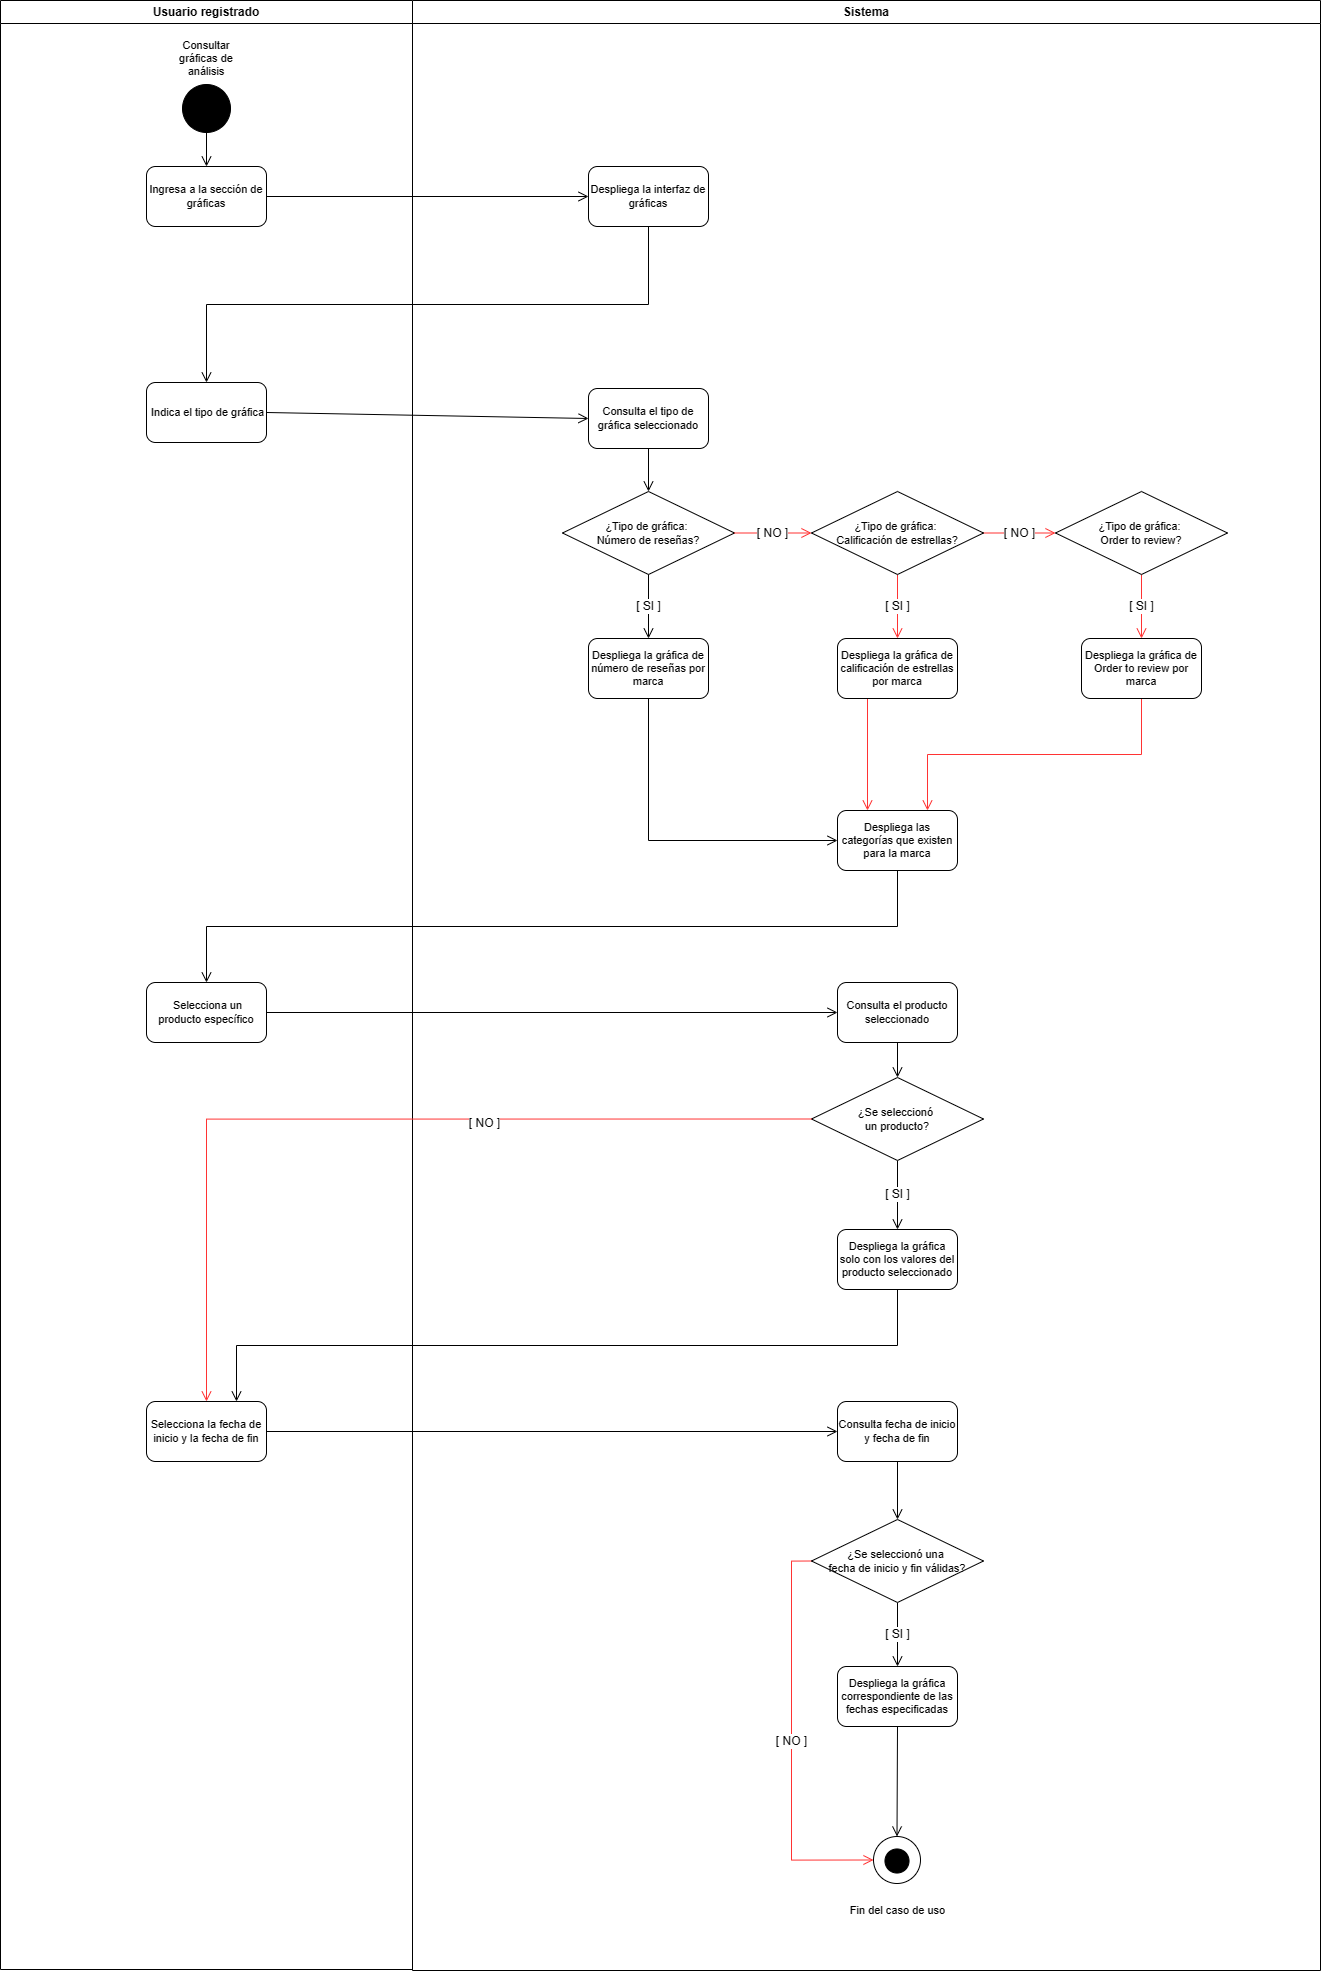 Usuario registrado
Sistema
Consultar
gráficas de
análisis
Ingresa a la sección de
gráficas
Despliega la interfaz de
gráficas
Indica el tipo de gráfica
Consulta el tipo de
gráfica seleccionado
¿Tipo de gráfica:
Número de reseñas?
[ NO ]
¿Tipo de gráfica:
Calificación de estrellas?
[ NO ]
¿Tipo de gráfica:
Order to review?
[ SI ]
[ SI ]
[ SI ]
Despliega la gráfica de
número de reseñas por
marca
Despliega la gráfica de
calificación de estrellas
por marca
Despliega la gráfica de
Order to review por
marca
Despliega las
categorías que existen
para la marca
Selecciona un
producto específico
Consulta el producto
seleccionado
¿Se seleccionó
un producto?
[ NO ]
[ SI ]
Despliega la gráfica
solo con los valores del
producto seleccionado
Selecciona la fecha de
inicio y la fecha de fin
Consulta fecha de inicio
y fecha de fin
¿Se seleccionó una
fecha de inicio y fin válidas?
[ SI ]
Despliega la gráfica
correspondiente de las
fechas especificadas
[ NO ]
Fin del caso de uso